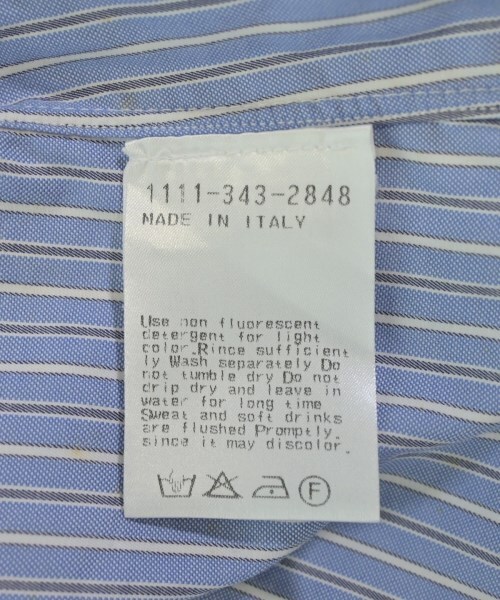 1111-343-2848
MADE IN ITALY
Use non fluorescent
detergent for light
color.Rince sufficient
ly Wash separately Do
not tumble dry Do not
drip dry and leave in
water for long time
Sweat and soft drinks
are flushed Promptly,
since it may discolor.
F